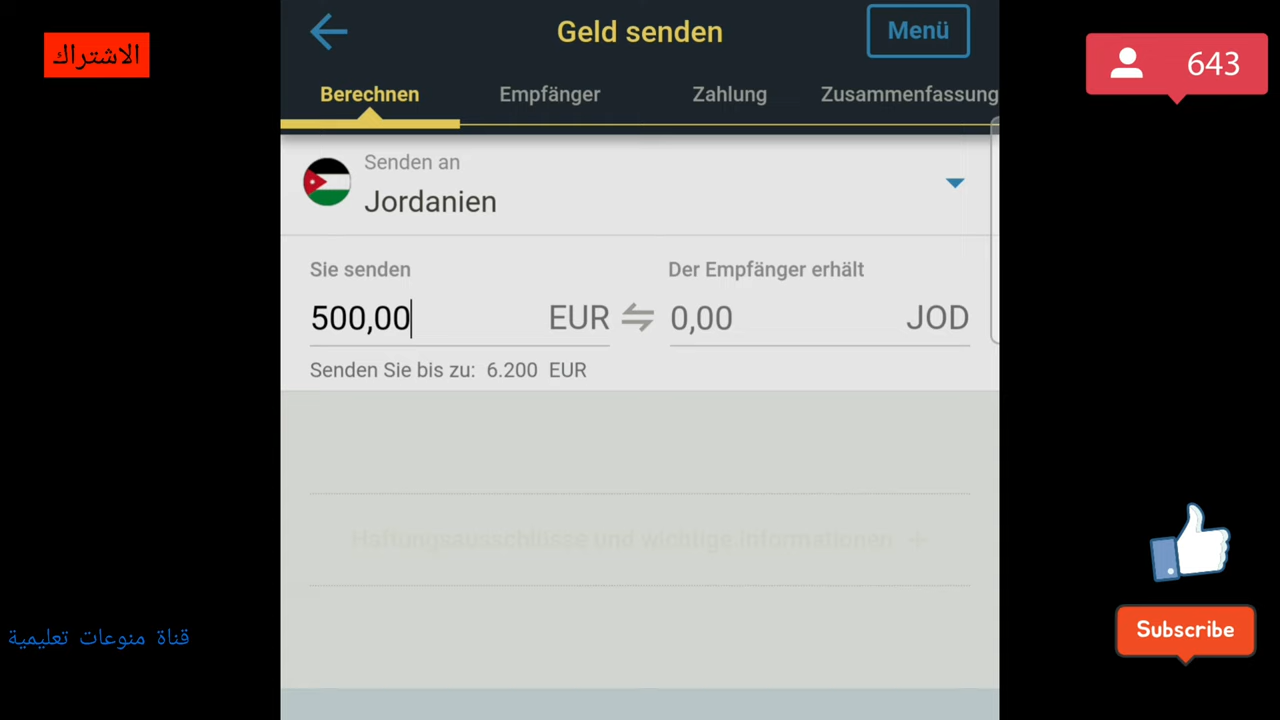 الاشتراك
Geld senden
Menü
643
Berechnen
Empfänger
Zahlung
Zusammenfassung
Senden an
Jordanien
Sie senden
Der Empfänger erhält
500,00 EUR
0,00 JOD
Senden Sie bis zu: 6.200 EUR
Haftungsausschlüsse und wichtige Informationen +
قناة منوعات تعليمية
Subscribe